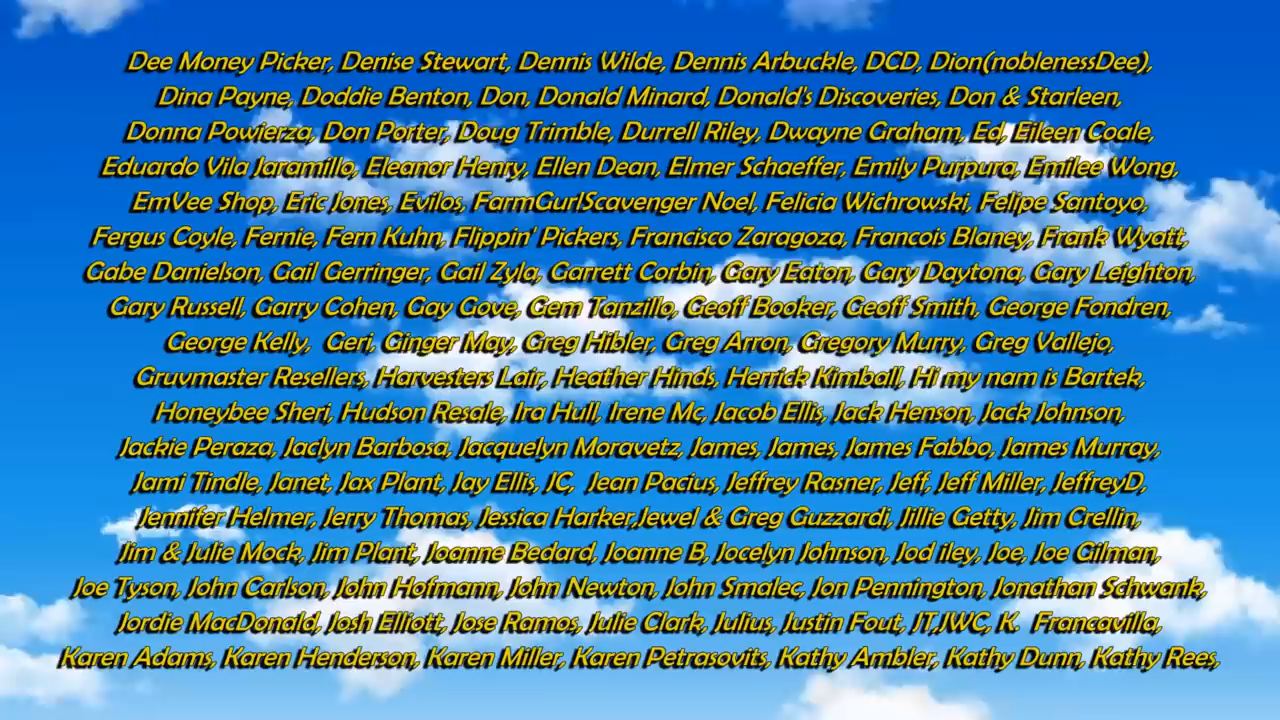 Dee Money Picker, Denise Stewart, Dennis Wilde, Dennis Arbuckle, DCD, Dion(noblenessDee),
Dina Payne, Doddie Benton, Don, Donald Minard, Donald's Discoveries, Don & Starleen,
Donna Powierza, Don Porter, Doug Trimble, Durrell Riley, Dwayne Graham, Ed, Eileen Coale,
Eduardo Vila Jaramillo, Eleanor Henry, Ellen Dean, Elmer Schaeffer, Emily Purpura, Emilee Wong,
EmVee Shop, Eric Jones, Evilos, FarmGurlScavenger Noel, Felicia Wichrowski, Felipe Santoyo,
Fergus Coyle, Fernie, Fern Kuhn, Flippin' Pickers, Francisco Zaragoza, Francois Blaney, Frank Wyatt,
Gabe Danielson, Gail Gerringer, Gail Zyla, Garrett Corbin, Gary Eaton, Gary Daytona, Gary Leighton,
Gary Russell, Garry Cohen, Gay Gove, Gem Tanzillo, Geoff Booker, Geoff Smith, George Fondren,
George Kelly,  Geri, Ginger May, Greg Hibler, Greg Arron, Gregory Murry, Greg Vallejo,
Gruvmaster Resellers, Harvesters Lair, Heather Hinds, Herrick Kimball, Hi my nam is Bartek,
Honeybee Sheri, Hudson Resale, Ira Hull, Irene Mc, Jacob Ellis, Jack Henson, Jack Johnson,
Jackie Peraza, Jaclyn Barbosa, Jacquelyn Moravetz, James, James, James Fabbo, James Murray,
Jami Tindle, Janet, Jax Plant, Jay Ellis, JC,  Jean Pacius, Jeffrey Rasner, Jeff, Jeff Miller, JeffreyD,
Jennifer Helmer, Jerry Thomas, Jessica Harker,Jewel & Greg Guzzardi, Jillie Getty, Jim Crellin,
Jim & Julie Mock, Jim Plant, Joanne Bedard, Joanne B, Jocelyn Johnson, Jod iley, Joe, Joe Gilman,
Joe Tyson, John Carlson, John Hofmann, John Newton, John Smalec, Jon Pennington, Jonathan Schwank,
Jordie MacDonald, Josh Elliott, Jose Ramos, Julie Clark, Julius, Justin Fout, JT,JWC, K.  Francavilla,
Karen Adams, Karen Henderson, Karen Miller, Karen Petrasovits, Kathy Ambler, Kathy Dunn, Kathy Rees,